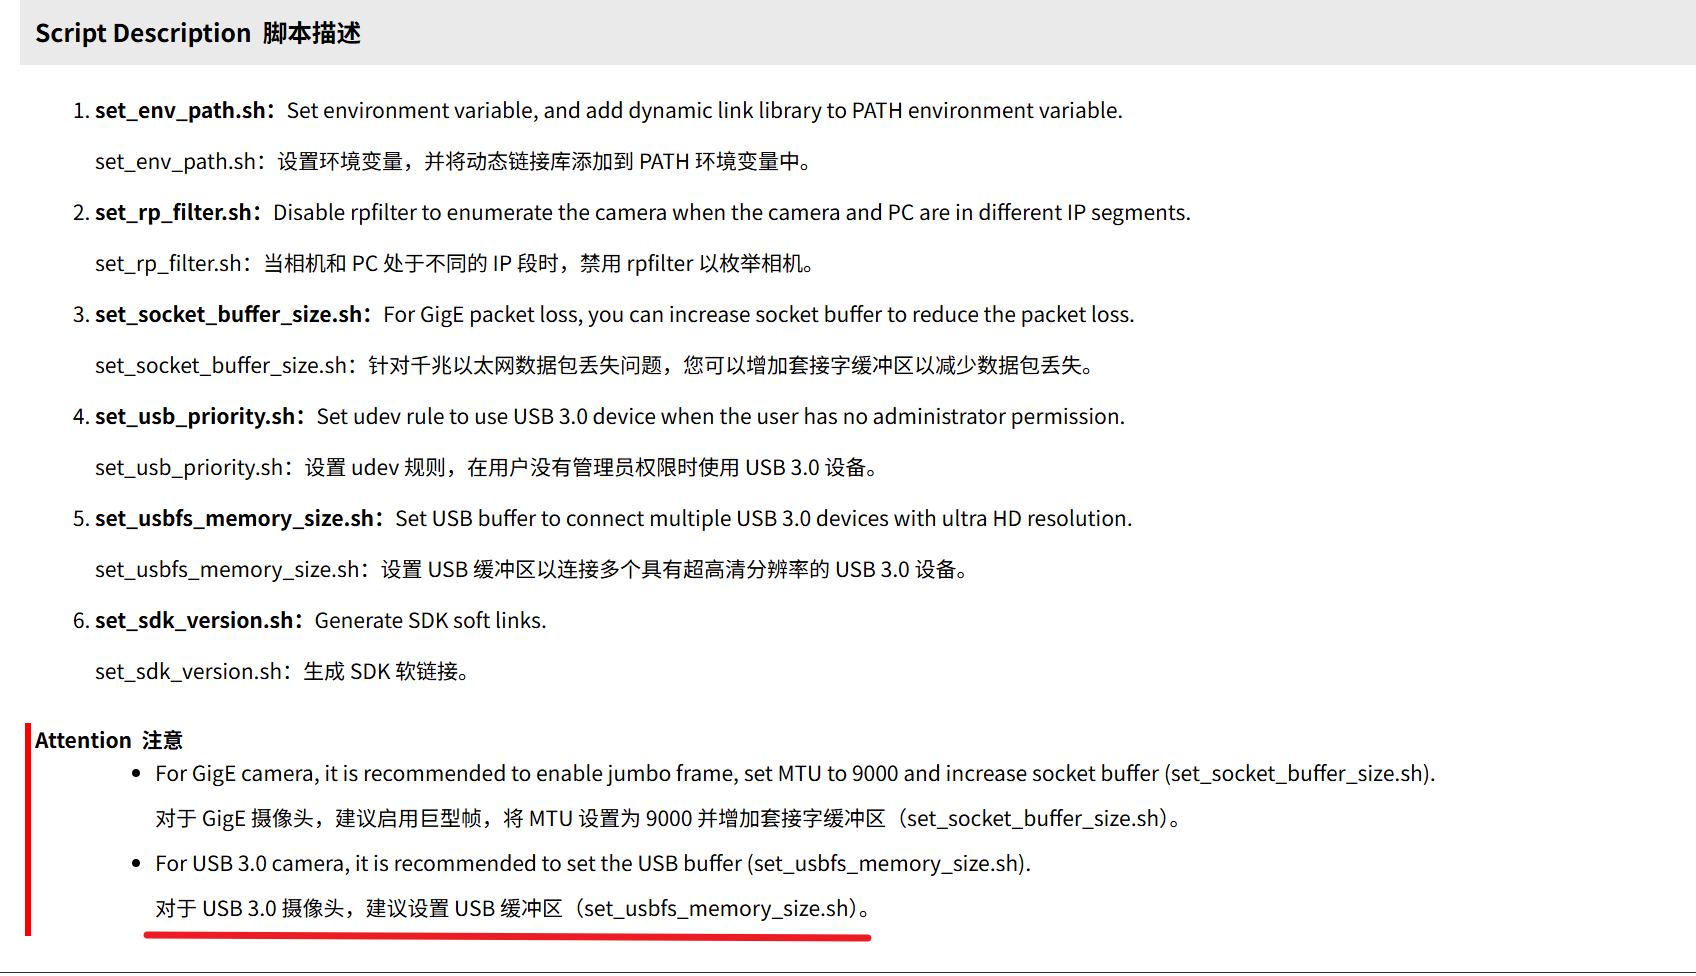 Script Description 脚本描述
1. set_env_path.sh：Set environment variable, and add dynamic link library to PATH environment variable.
set_env_path.sh：设置环境变量，并将动态链接库添加到 PATH 环境变量中。
2. set_rp_filter.sh：Disable rpfilter to enumerate the camera when the camera and PC are in different IP segments.
set_rp_filter.sh：当相机和 PC 处于不同的 IP 段时，禁用 rpfilter 以枚举相机。
3. set_socket_buffer_size.sh：For GigE packet loss, you can increase socket buffer to reduce the packet loss.
set_socket_buffer_size.sh：针对千兆以太网数据包丢失问题，您可以增加套接字缓冲区以减少数据包丢失。
4. set_usb_priority.sh：Set udev rule to use USB 3.0 device when the user has no administrator permission.
set_usb_priority.sh：设置 udev 规则，在用户没有管理员权限时使用 USB 3.0 设备。
5. set_usbfs_memory_size.sh：Set USB buffer to connect multiple USB 3.0 devices with ultra HD resolution.
set_usbfs_memory_size.sh：设置 USB 缓冲区以连接多个具有超高清分辨率的 USB 3.0 设备。
6. set_sdk_version.sh：Generate SDK soft links.
set_sdk_version.sh：生成 SDK 软链接。
Attention 注意
• For GigE camera, it is recommended to enable jumbo frame, set MTU to 9000 and increase socket buffer (set_socket_buffer_size.sh).
对于 GigE 摄像头，建议启用巨型帧，将 MTU 设置为 9000 并增加套接字缓冲区（set_socket_buffer_size.sh）。
• For USB 3.0 camera, it is recommended to set the USB buffer (set_usbfs_memory_size.sh).
对于 USB 3.0 摄像头，建议设置 USB 缓冲区（set_usbfs_memory_size.sh）。